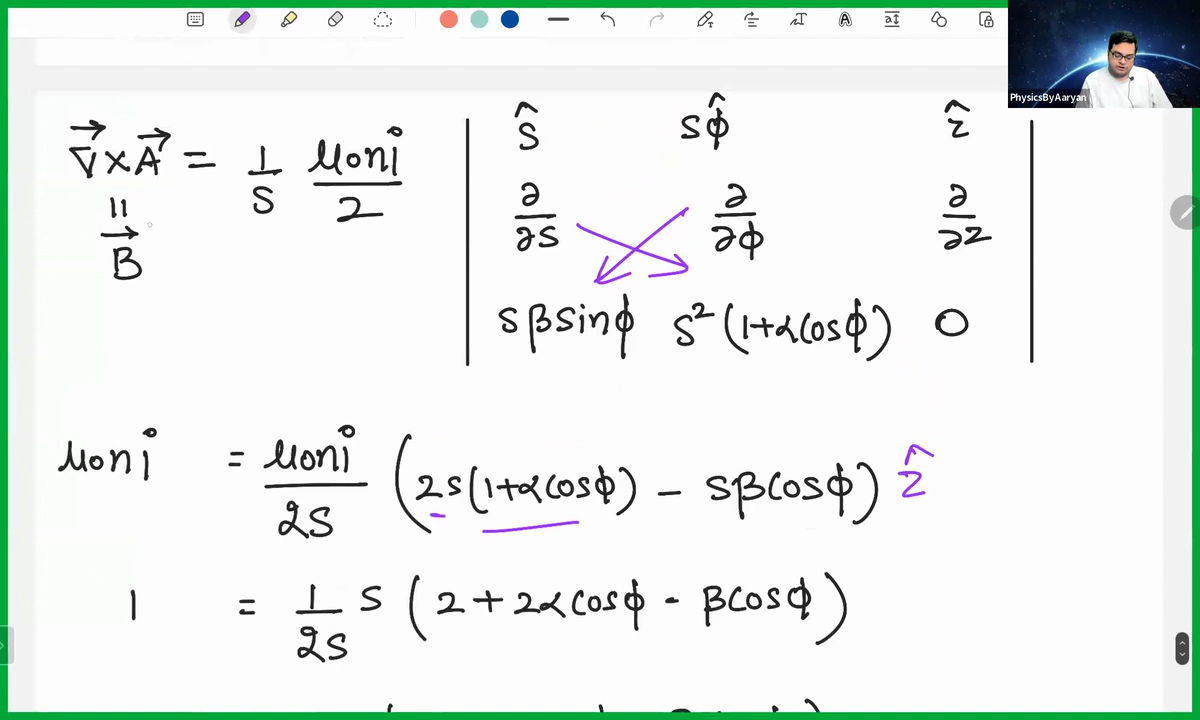 PhysicsByAaryan
∇×A = 1/s μ0ni/2 | ŝ sφ̂ ẑ
∂/∂s ∂/∂φ ∂/∂z
sβsinφ s²(1+αcosφ) 0 |
||
B
μ0ni = μ0ni/2s (2s(1+αcosφ) − sβcosφ) ẑ
1 = 1/2s s (2+2αcosφ - βcosφ)